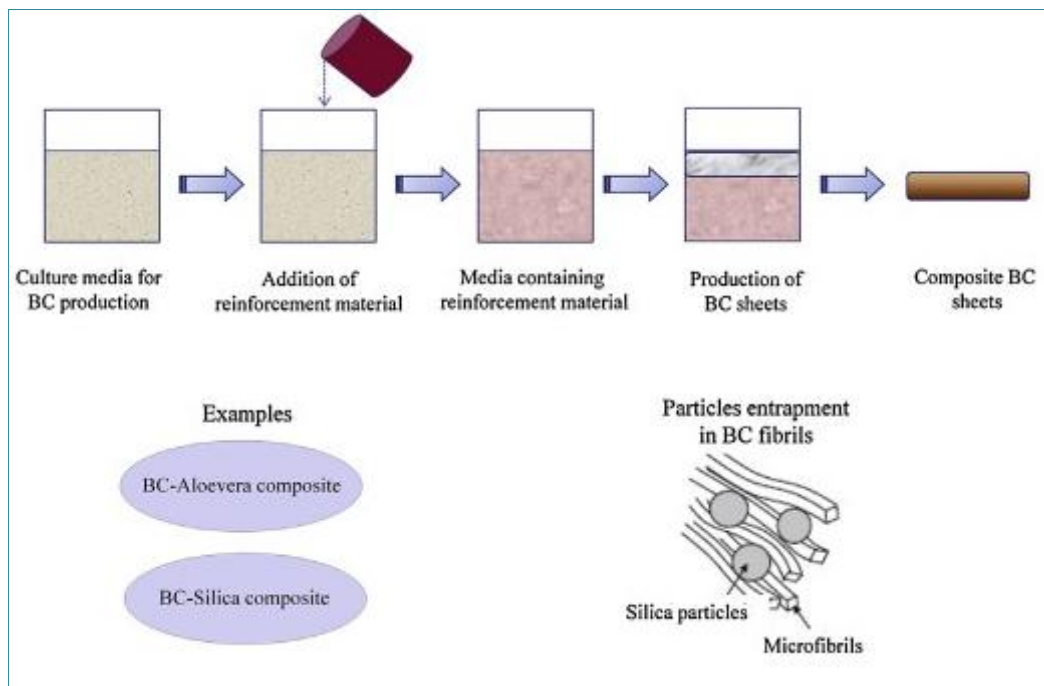 Culture media for
BC production
Addition of
reinforcement material
Media containing
reinforcement material
Production of
BC sheets
Composite BC
sheets
Examples
BC-Aloevera composite
BC-Silica composite
Particles entrapment
in BC fibrils
Silica particles
Microfibrils